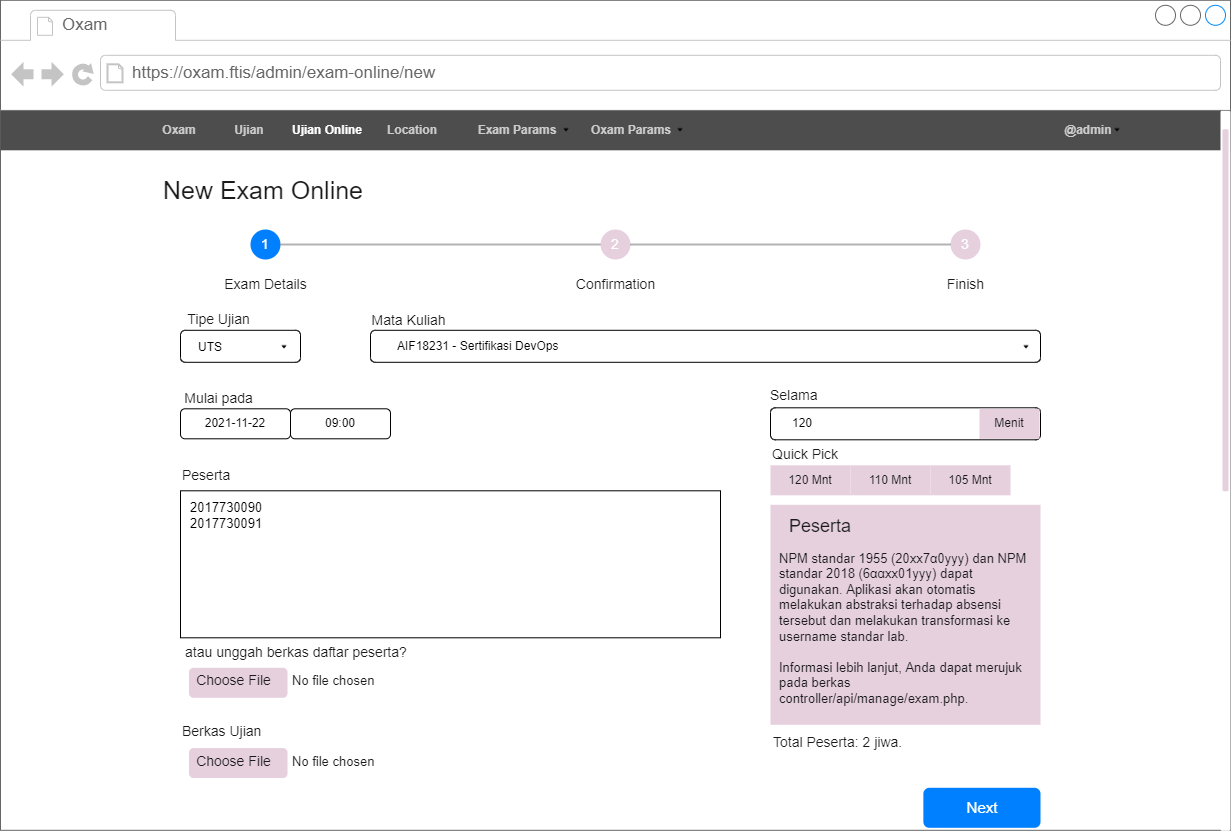 Oxam
https://oxam.ftis/admin/exam-online/new
Oxam Ujian Ujian Online Location Exam Params Oxam Params @admin
New Exam Online
1 2 3
Exam Details Confirmation Finish
Tipe Ujian Mata Kuliah
UTS AIF18231 - Sertifikasi DevOps
Mulai pada Selama
2021-11-22 09:00 120 Menit
Quick Pick
120 Mnt 110 Mnt 105 Mnt
Peserta
2017730090
2017730091
atau unggah berkas daftar peserta?
Choose File No file chosen
Berkas Ujian
Choose File No file chosen
Peserta
NPM standar 1955 (20xx7α0yyy) dan NPM
standar 2018 (6ααxx01yyy) dapat
digunakan. Aplikasi akan otomatis
melakukan abstraksi terhadap absensi
tersebut dan melakukan transformasi ke
username standar lab.
Informasi lebih lanjut, Anda dapat merujuk
pada berkas
controller/api/manage/exam.php.
Total Peserta: 2 jiwa.
Next